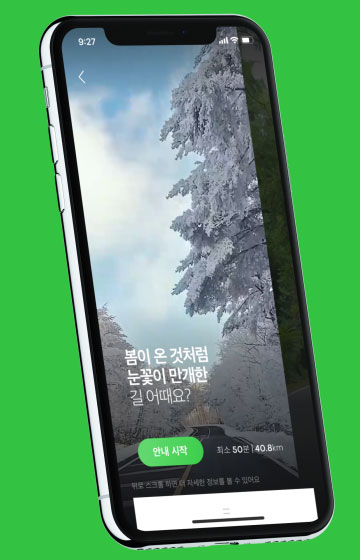 9:27
봄이 온 것처럼
눈꽃이 만개한
길 어때요?
안내 시작
최소 50분 | 40.8km
위로 스크롤 하면 더 자세한 정보를 볼 수 있어요